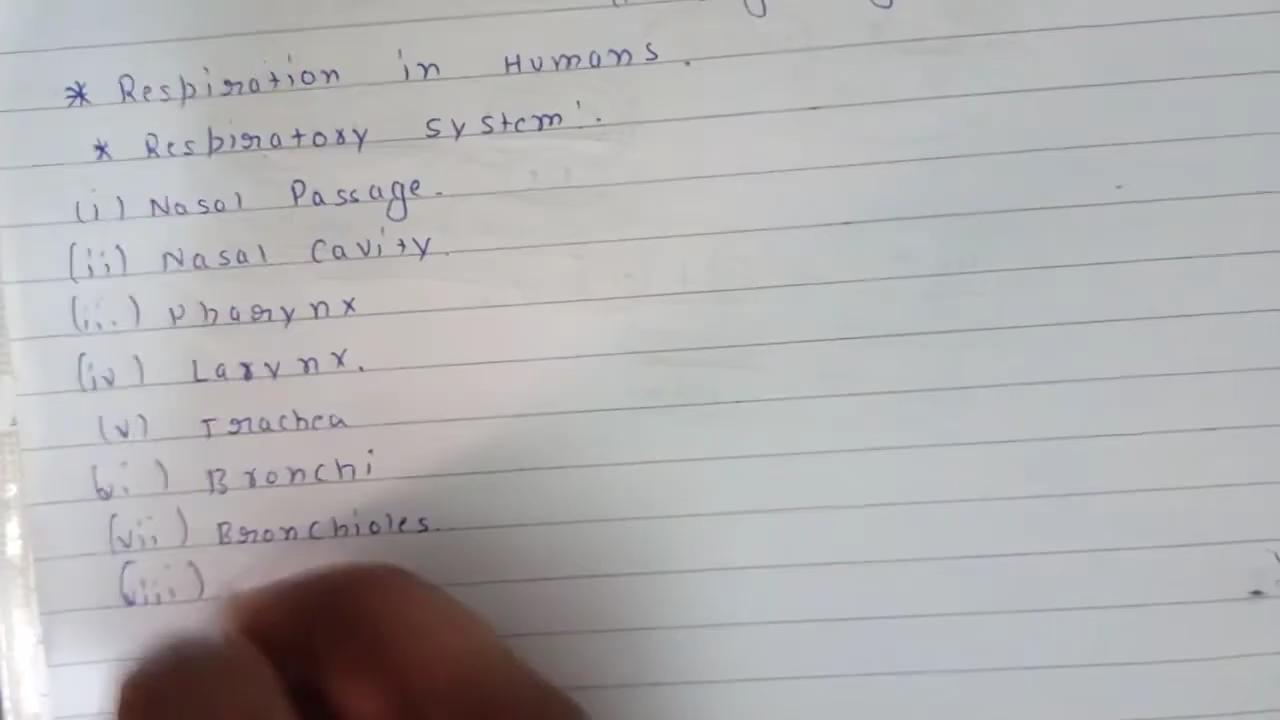 * Respiration in Humans.
* Respiratory system:
(i) Nasal Passage.
(ii) Nasal Cavity.
(iii) Pharynx
(iv) Larynx.
(v) Trachea
(vi) Bronchi
(vii) Bronchioles.
(viii)